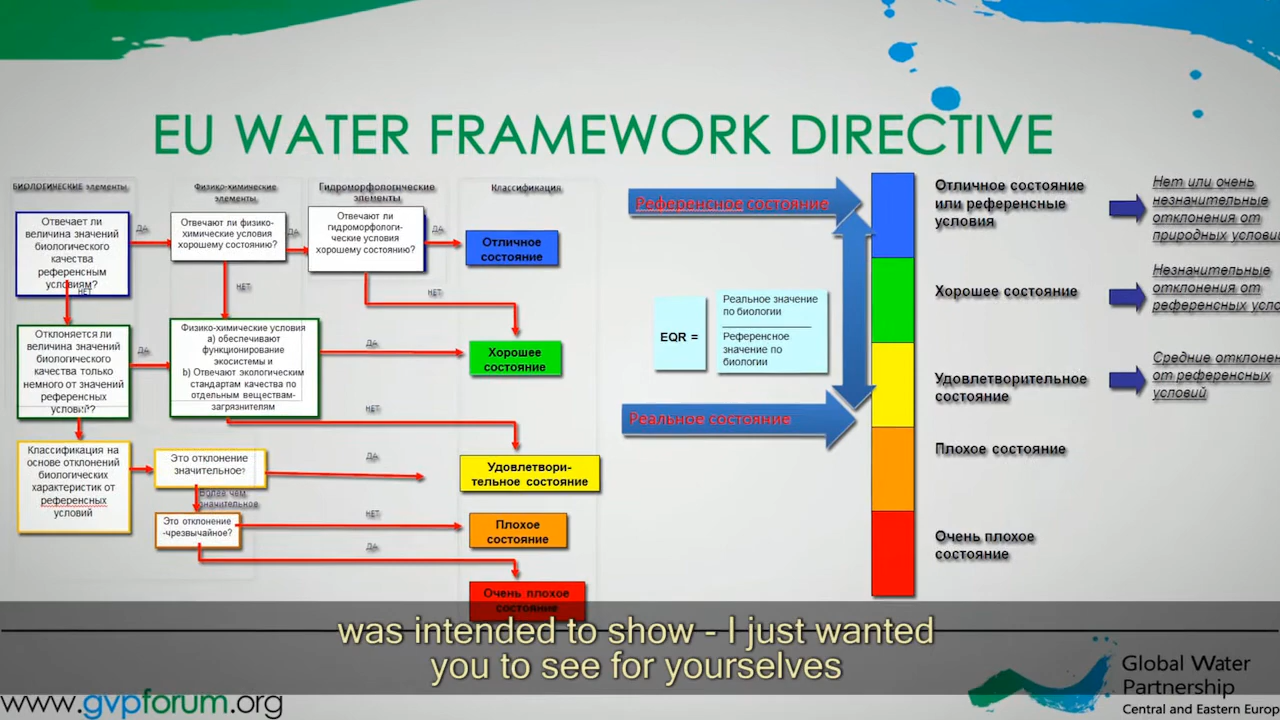 EU WATER FRAMEWORK DIRECTIVE
БИОЛОГИЧЕСКИЕ элементы
Физико-химические
элементы
Гидроморфологические
элементы
Классификация
Отвечает ли
величина значений
биологического
качества
референсным
условиям?
ДА
НЕТ
Отвечают ли физико-
химические условия
хорошему состоянию?
ДА
НЕТ
Отвечают ли
гидроморфологи-
ческие условия
хорошему состоянию?
ДА
НЕТ
Отличное
состояние
Отклоняется ли
величина значений
биологического
качества только
немного от значений
референсных
условий?
ДА
Физико-химические условия
a) обеспечивают
функционирование
экосистемы и
b) Отвечают экологическим
стандартам качества по
отдельным веществам-
загрязнителям
ДА
НЕТ
Хорошее
состояние
Классификация на
основе отклонений
биологических
характеристик от
референсных
условий
Это отклонение
значительное?
ДА
Более чем
значительное
Удовлетвори-
тельное состояние
Это отклонение
-чрезвычайное?
НЕТ
ДА
Плохое
состояние
Очень плохое
состояние
Референсное состояние
EQR =
Реальное значение
по биологии
Референсное
значение по
биологии
Реальное состояние
Отличное состояние
или референсные
условия
Нет или очень
незначительные
отклонения от
природных услови
Хорошее состояние
Незначительные
отклонения от
референсных усло
Удовлетворительное
состояние
Средние отклонен
от референсных
условий
Плохое состояние
Очень плохое
состояние
was intended to show - I just wanted
you to see for yourselves
www.gvpforum.org
Global Water
Partnership
Central and Eastern Europ